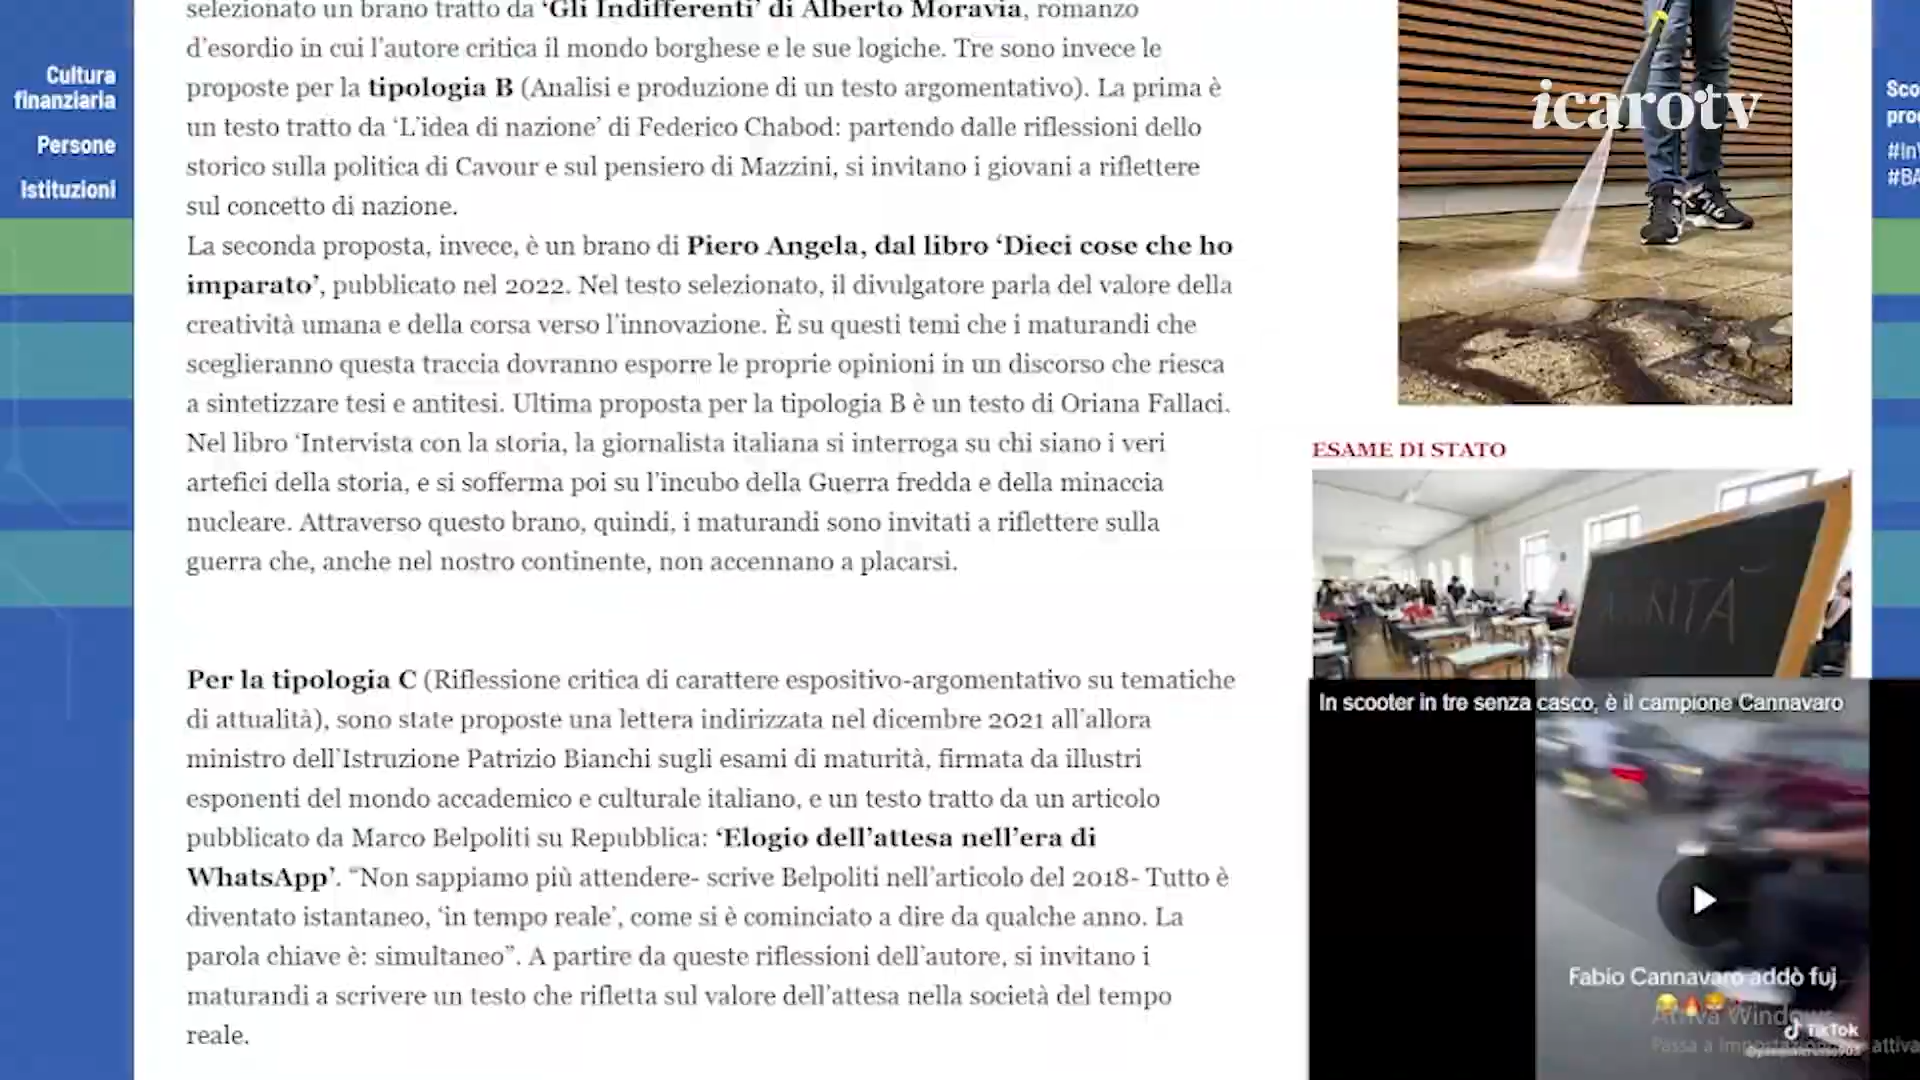 Cultura
finanziaria
Persone
Istituzioni
selezionato un brano tratto da ‘Gli Indifferenti’ di Alberto Moravia, romanzo
d’esordio in cui l’autore critica il mondo borghese e le sue logiche. Tre sono invece le
proposte per la tipologia B (Analisi e produzione di un testo argomentativo). La prima è
un testo tratto da ‘L’idea di nazione’ di Federico Chabod: partendo dalle riflessioni dello
storico sulla politica di Cavour e sul pensiero di Mazzini, si invitano i giovani a riflettere
sul concetto di nazione.
La seconda proposta, invece, è un brano di Piero Angela, dal libro ‘Dieci cose che ho
imparato’, pubblicato nel 2022. Nel testo selezionato, il divulgatore parla del valore della
creatività umana e della corsa verso l’innovazione. È su questi temi che i maturandi che
sceglieranno questa traccia dovranno esporre le proprie opinioni in un discorso che riesca
a sintetizzare tesi e antitesi. Ultima proposta per la tipologia B è un testo di Oriana Fallaci.
Nel libro ‘Intervista con la storia, la giornalista italiana si interroga su chi siano i veri
artefici della storia, e si sofferma poi su l’incubo della Guerra fredda e della minaccia
nucleare. Attraverso questo brano, quindi, i maturandi sono invitati a riflettere sulla
guerra che, anche nel nostro continente, non accennano a placarsi.
Per la tipologia C (Riflessione critica di carattere espositivo-argomentativo su tematiche
di attualità), sono state proposte una lettera indirizzata nel dicembre 2021 all’allora
ministro dell’Istruzione Patrizio Bianchi sugli esami di maturità, firmata da illustri
esponenti del mondo accademico e culturale italiano, e un testo tratto da un articolo
pubblicato da Marco Belpoliti su Repubblica: ‘Elogio dell’attesa nell’era di
WhatsApp’. “Non sappiamo più attendere- scrive Belpoliti nell’articolo del 2018- Tutto è
diventato istantaneo, ‘in tempo reale’, come si è cominciato a dire da qualche anno. La
parola chiave è: simultaneo”. A partire da queste riflessioni dell’autore, si invitano i
maturandi a scrivere un testo che rifletta sul valore dell’attesa nella società del tempo
reale.
icarotv
ESAME DI STATO
In scooter in tre senza casco, è il campione Cannavaro
Fabio Cannavaro addò fuj
Attiva Windows
TikTok
Passa a
attiva
Sco
#BA